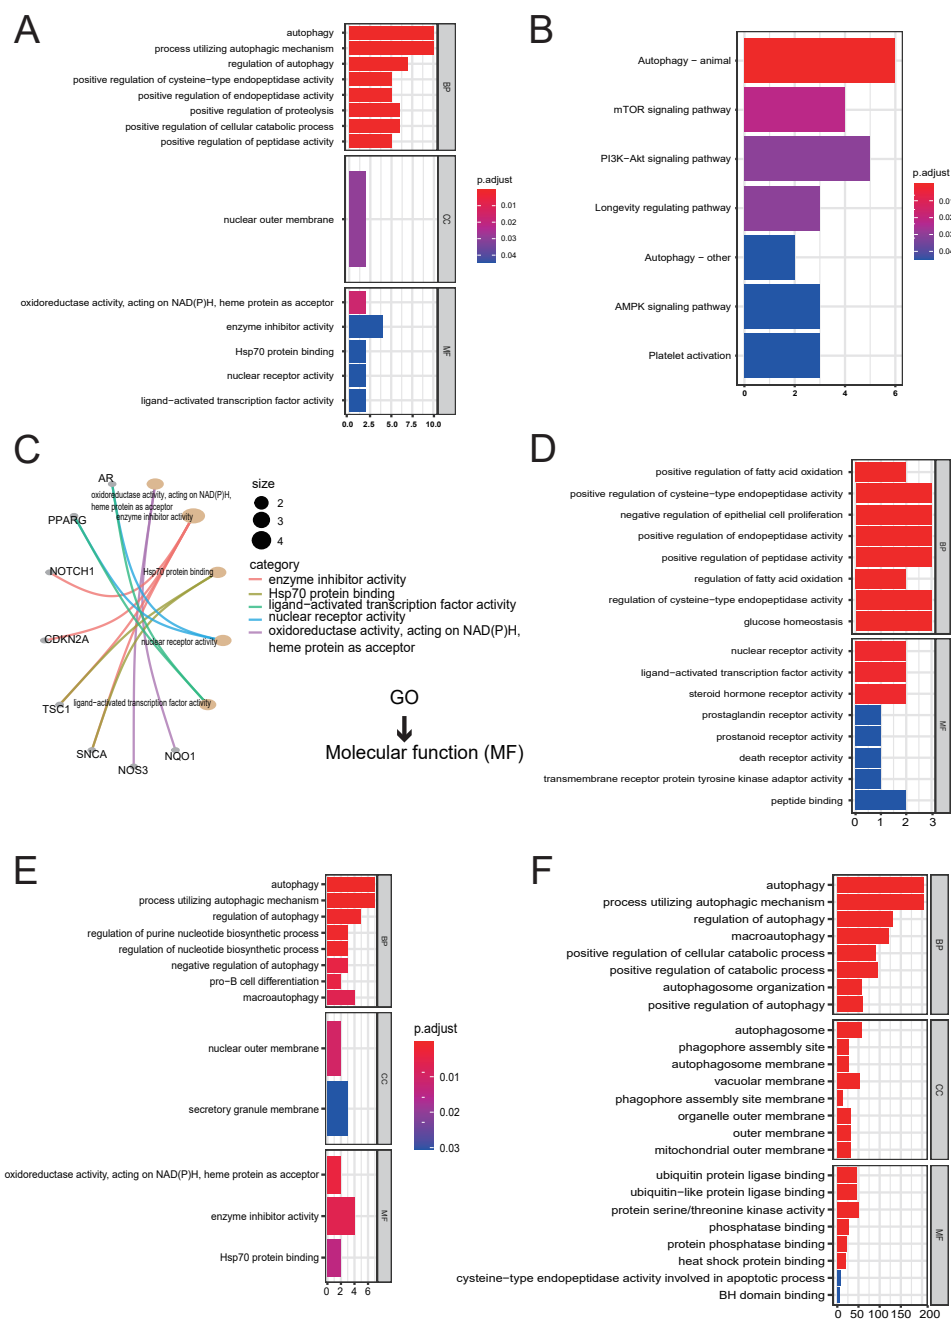 A
autophagy
process utilizing autophagic mechanism
regulation of autophagy
positive regulation of cysteine−type endopeptidase activity
positive regulation of endopeptidase activity
positive regulation of proteolysis
positive regulation of cellular catabolic process
positive regulation of peptidase activity
BP
nuclear outer membrane
CC
oxidoreductase activity, acting on NAD(P)H, heme protein as acceptor
enzyme inhibitor activity
Hsp70 protein binding
nuclear receptor activity
ligand−activated transcription factor activity
MF
0.0 2.5 5.0 7.5 10.0
p.adjust
0.01
0.02
0.03
0.04
B
Autophagy − animal
mTOR signaling pathway
PI3K−Akt signaling pathway
Longevity regulating pathway
Autophagy − other
AMPK signaling pathway
Platelet activation
0 2 4 6
p.adjust
0.01
0.02
0.03
0.04
C
AR
PPARG
NOTCH1
CDKN2A
TSC1
SNCA
NOS3
NQO1
oxidoreductase activity, acting on NAD(P)H,
heme protein as acceptor
enzyme inhibitor activity
Hsp70 protein binding
nuclear receptor activity
ligand−activated transcription factor activity
size
2
3
4
category
enzyme inhibitor activity
Hsp70 protein binding
ligand−activated transcription factor activity
nuclear receptor activity
oxidoreductase activity, acting on NAD(P)H,
heme protein as acceptor
GO
Molecular function (MF)
D
positive regulation of fatty acid oxidation
positive regulation of cysteine−type endopeptidase activity
negative regulation of epithelial cell proliferation
positive regulation of endopeptidase activity
positive regulation of peptidase activity
regulation of fatty acid oxidation
regulation of cysteine−type endopeptidase activity
glucose homeostasis
BP
nuclear receptor activity
ligand−activated transcription factor activity
steroid hormone receptor activity
prostaglandin receptor activity
prostanoid receptor activity
death receptor activity
transmembrane receptor protein tyrosine kinase adaptor activity
peptide binding
MF
0 1 2 3
E
autophagy
process utilizing autophagic mechanism
regulation of autophagy
regulation of purine nucleotide biosynthetic process
regulation of nucleotide biosynthetic process
negative regulation of autophagy
pro−B cell differentiation
macroautophagy
BP
nuclear outer membrane
secretory granule membrane
CC
oxidoreductase activity, acting on NAD(P)H, heme protein as acceptor
enzyme inhibitor activity
Hsp70 protein binding
MF
0 2 4 6
p.adjust
0.01
0.02
0.03
F
autophagy
process utilizing autophagic mechanism
regulation of autophagy
macroautophagy
positive regulation of cellular catabolic process
positive regulation of catabolic process
autophagosome organization
positive regulation of autophagy
BP
autophagosome
phagophore assembly site
autophagosome membrane
vacuolar membrane
phagophore assembly site membrane
organelle outer membrane
outer membrane
mitochondrial outer membrane
CC
ubiquitin protein ligase binding
ubiquitin−like protein ligase binding
protein serine/threonine kinase activity
phosphatase binding
protein phosphatase binding
heat shock protein binding
cysteine−type endopeptidase activity involved in apoptotic process
BH domain binding
MF
0 50 100 150 200